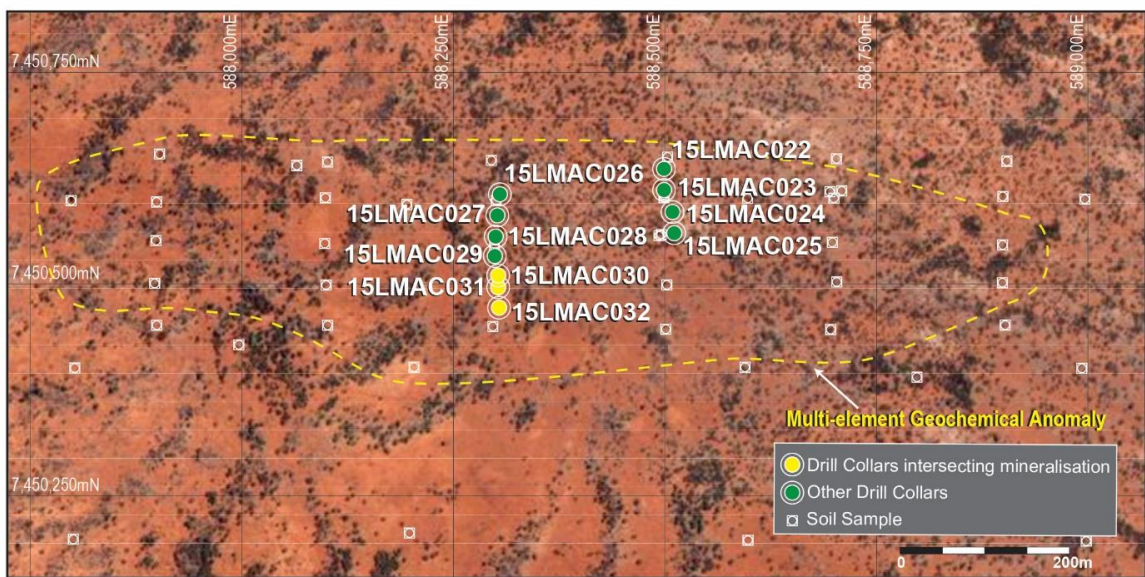 588,000mE
588,250mE
588,500mE
588,750mE
589,000mE
7,450,750mN
15LMAC022
15LMAC026
15LMAC023
15LMAC027
15LMAC024
15LMAC028
15LMAC025
15LMAC029
15LMAC030
7,450,500mN
15LMAC031
15LMAC032
Multi-element Geochemical Anomaly
Drill Collars intersecting mineralisation
Other Drill Collars
Soil Sample
7,450,250mN
0 200m